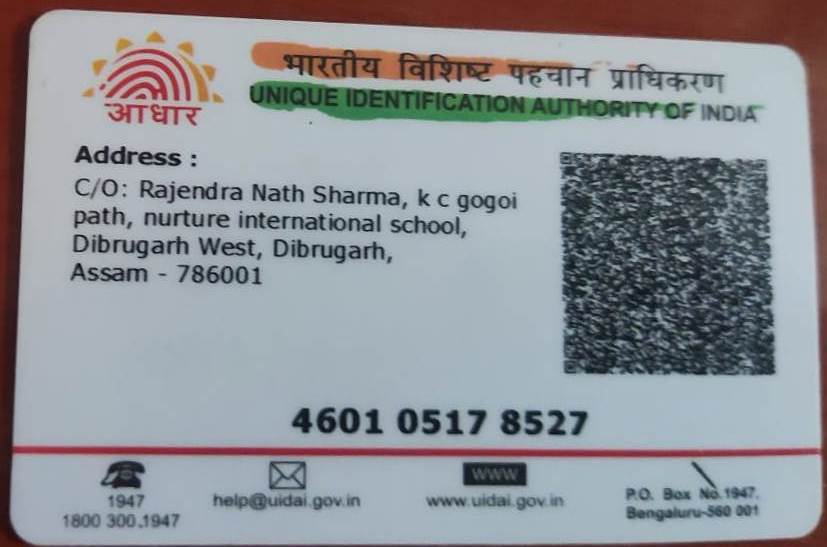 भारतीय विशिष्ट पहचान प्राधिकरण
आधार
UNIQUE IDENTIFICATION AUTHORITY OF INDIA
Address :
C/O: Rajendra Nath Sharma, k c gogoi
path, nurture international school,
Dibrugarh West, Dibrugarh,
Assam - 786001
4601 0517 8527
1947
1800 300.1947
help@uidai.gov.in
WWW
www.uidai.gov.in
P.O. Box No.1947,
Bengaluru-560 001